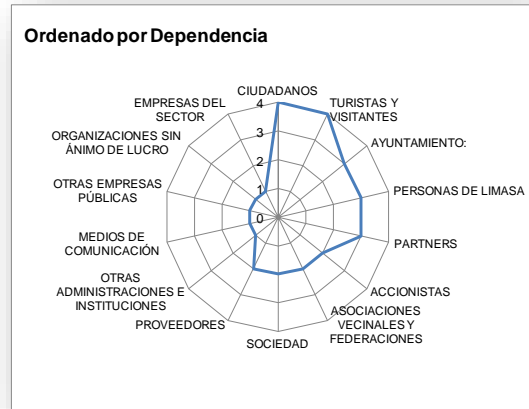 Ordenado por Dependencia
CIUDADANOS
TURISTAS Y
VISITANTES
AYUNTAMIENTO:
PERSONAS DE LIMASA
PARTNERS
ACCIONISTAS
ASOCIACIONES
VECINALES Y
FEDERACIONES
SOCIEDAD
PROVEEDORES
OTRAS
ADMINISTRACIONES E
INSTITUCIONES
MEDIOS DE
COMUNICACIÓN
OTRAS EMPRESAS
PÚBLICAS
ORGANIZACIONES SIN
ÁNIMO DE LUCRO
EMPRESAS DEL
SECTOR
4
3
2
1
0